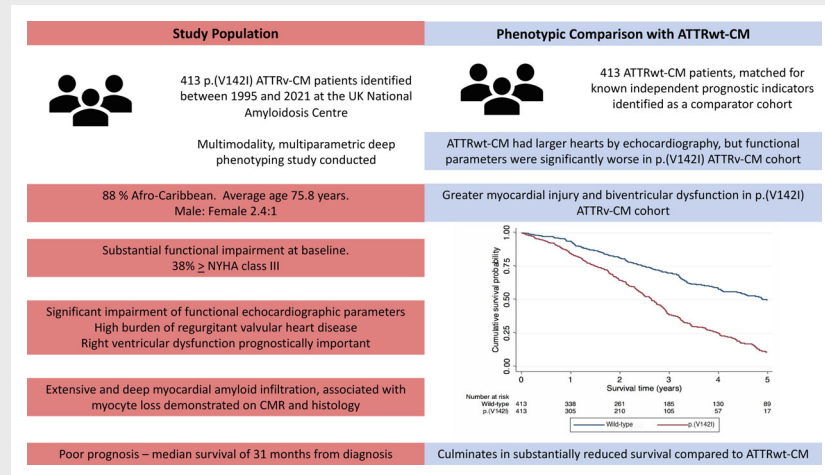 Study Population
413 p.(V142I) ATTRv-CM patients identified
between 1995 and 2021 at the UK National
Amyloidosis Centre
Multimodality, multiparametric deep
phenotyping study conducted
88 % Afro-Caribbean. Average age 75.8 years.
Male: Female 2.4:1
Substantial functional impairment at baseline.
38% ≥ NYHA class III
Significant impairment of functional echocardiographic parameters
High burden of regurgitant valvular heart disease
Right ventricular dysfunction prognostically important
Extensive and deep myocardial amyloid infiltration, associated with
myocyte loss demonstrated on CMR and histology
Poor prognosis – median survival of 31 months from diagnosis
Phenotypic Comparison with ATTRwt-CM
413 ATTRwt-CM patients, matched for
known independent prognostic indicators
identified as a comparator cohort
ATTRwt-CM had larger hearts by echocardiography, but functional
parameters were significantly worse in p.(V142I) ATTRv-CM cohort
Greater myocardial injury and biventricular dysfunction in p.(V142I)
ATTRv-CM cohort
Cumulative survival probability
1.00
0.75
0.50
0.25
0.00
0 1 2 3 4 5
Survival time (years)
Number at risk
Wild-type 413 338 261 185 130 89
p.(V142I) 413 305 210 105 57 17
Wild-type p.(V142I)
Culminates in substantially reduced survival compared to ATTRwt-CM